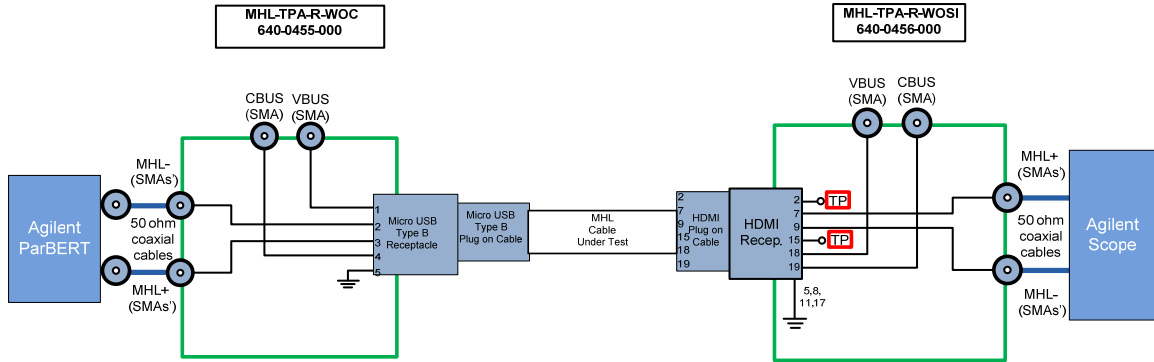 MHL-TPA-R-WOC
640-0455-000
MHL-TPA-R-WOSI
640-0456-000
CBUS
(SMA)
VBUS
(SMA)
VBUS
(SMA)
CBUS
(SMA)
MHL-
(SMAs')
Agilent
ParBERT
50 ohm
coaxial
cables
MHL+
(SMAs')
1
2
3
4
5
Micro USB
Type B
Receptacle
Micro USB
Type B
Plug on Cable
MHL
Cable
Under Test
2
7
9
15
18
19
HDMI
Plug on
Cable
HDMI
Recep.
2
7
9
15
18
19
TP
TP
5,8,
11,17
MHL+
(SMAs')
50 ohm
coaxial
cables
MHL-
(SMAs')
Agilent
Scope